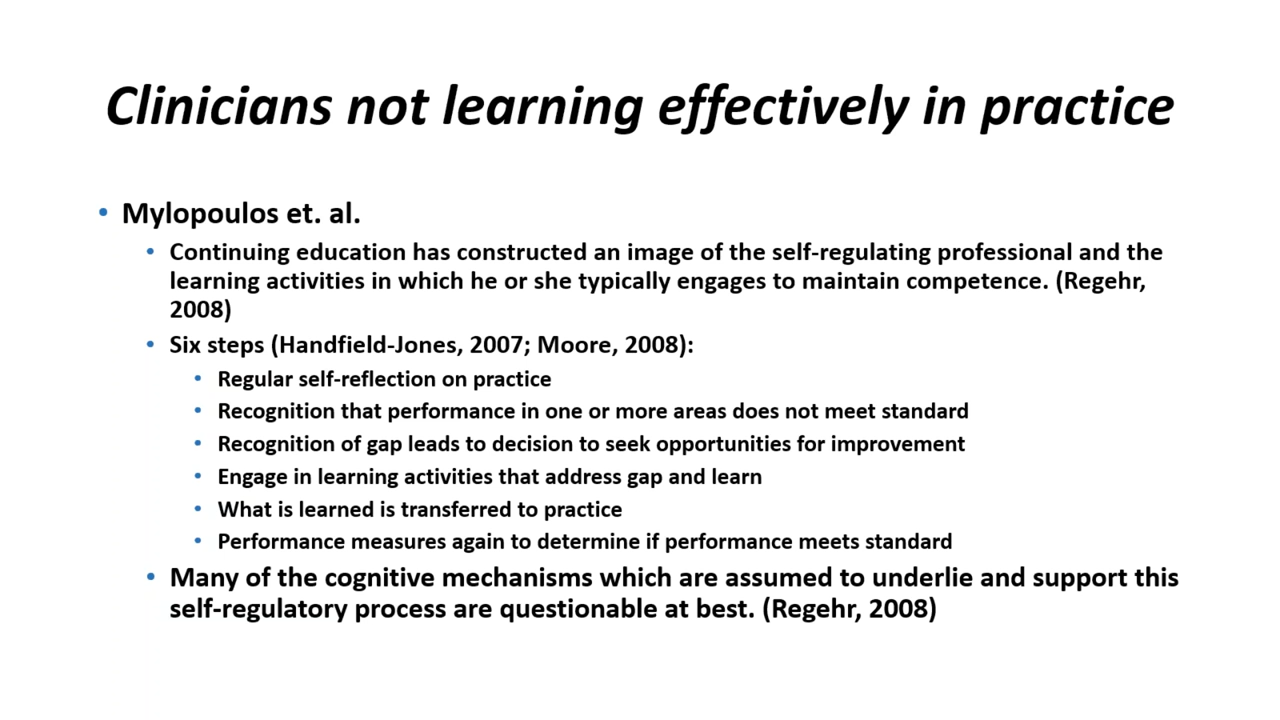 Clinicians not learning effectively in practice
• Mylopoulos et. al.
• Continuing education has constructed an image of the self-regulating professional and the
learning activities in which he or she typically engages to maintain competence. (Regehr,
2008)
• Six steps (Handfield-Jones, 2007; Moore, 2008):
• Regular self-reflection on practice
• Recognition that performance in one or more areas does not meet standard
• Recognition of gap leads to decision to seek opportunities for improvement
• Engage in learning activities that address gap and learn
• What is learned is transferred to practice
• Performance measures again to determine if performance meets standard
• Many of the cognitive mechanisms which are assumed to underlie and support this
self-regulatory process are questionable at best. (Regehr, 2008)